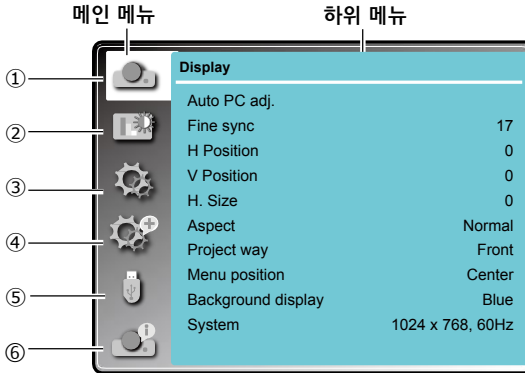 메인 메뉴 하위 메뉴
① Display
Auto PC adj.
② Fine sync 17
H Position 0
③ V Position 0
H. Size 0
④ Aspect Normal
Project way Front
Menu position Center
⑤ Background display Blue
System 1024 x 768, 60Hz
⑥